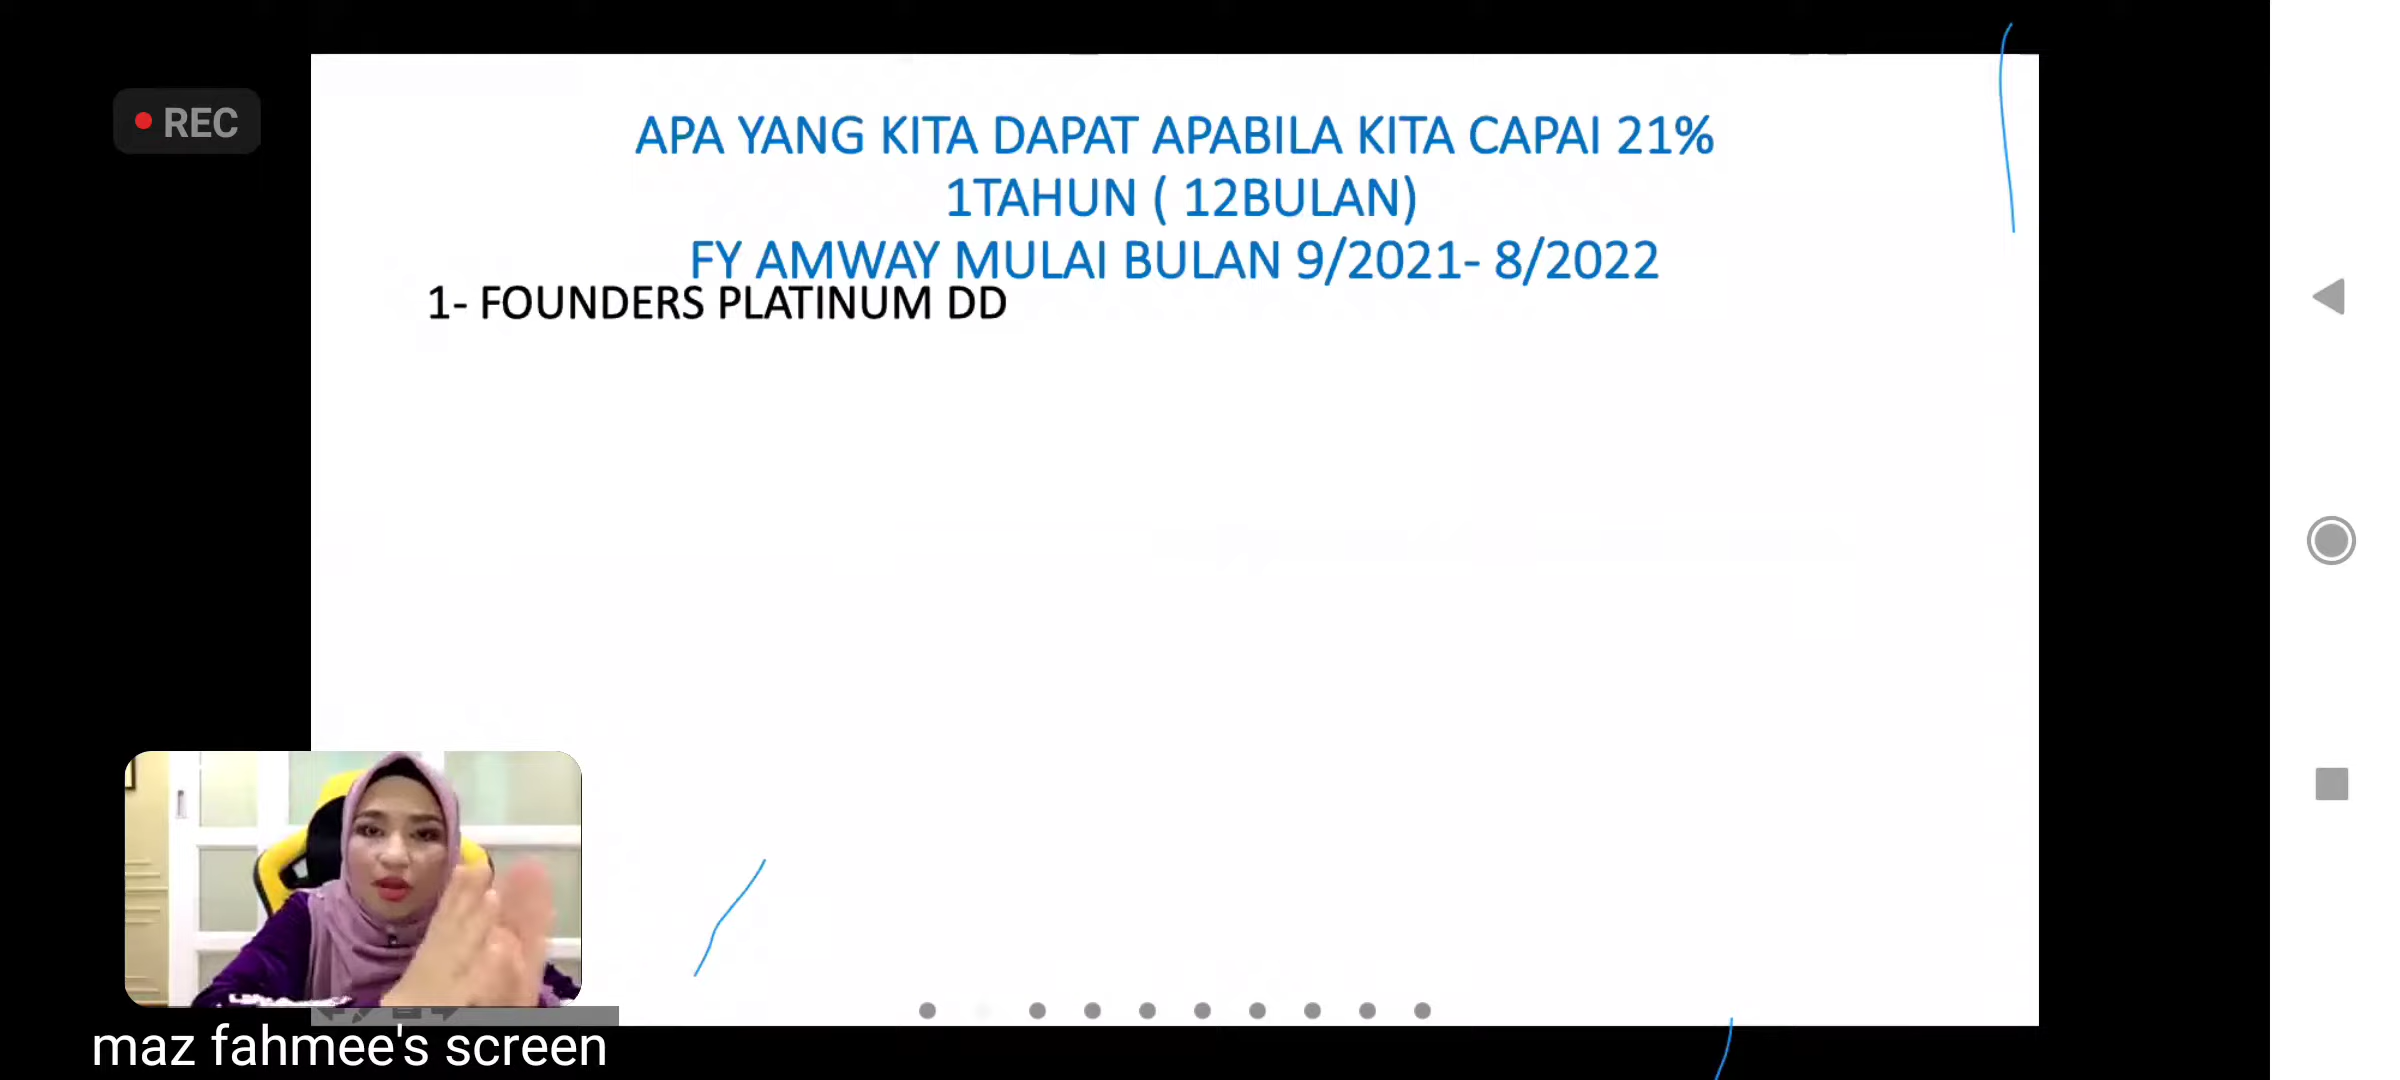 REC
APA YANG KITA DAPAT APABILA KITA CAPAI 21%
1TAHUN ( 12BULAN)
FY AMWAY MULAI BULAN 9/2021- 8/2022
1- FOUNDERS PLATINUM DD
maz fahmee's screen